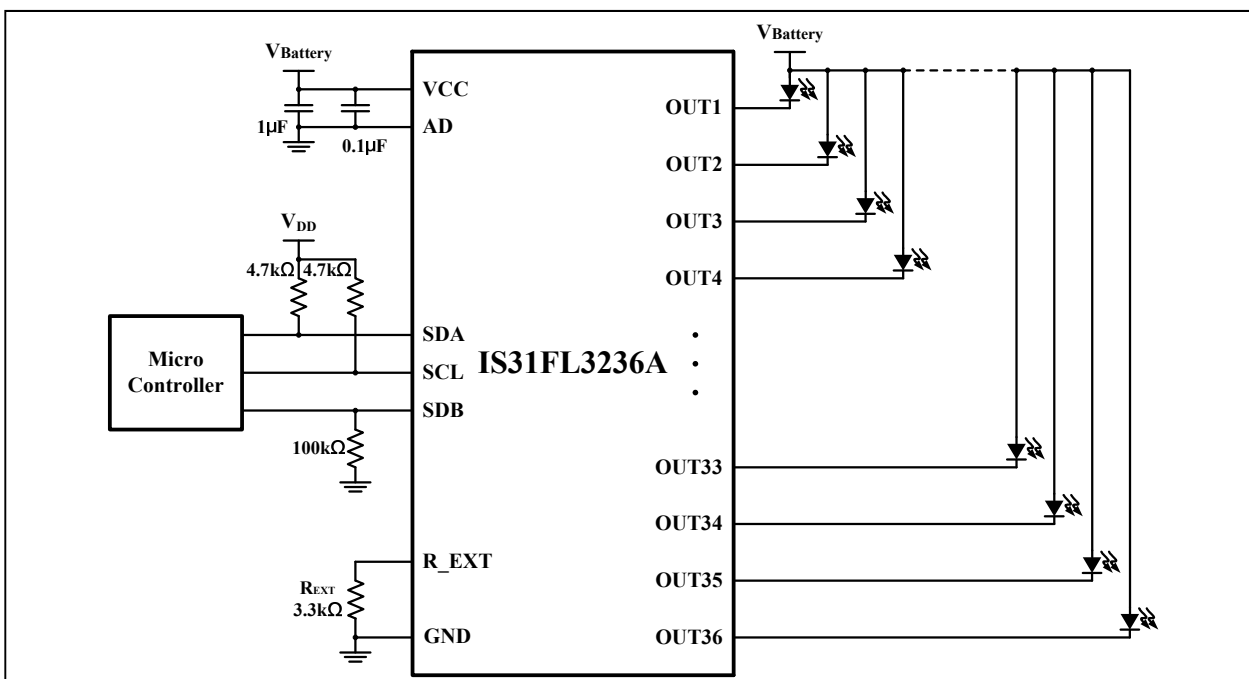 VBattery
VCC
1μF
AD
0.1μF
VDD
4.7kΩ 4.7kΩ
Micro
Controller
SDA
SCL
SDB
100kΩ
R_EXT
REXT
3.3kΩ
GND
IS31FL3236A
VBattery
OUT1
OUT2
OUT3
OUT4
OUT33
OUT34
OUT35
OUT36